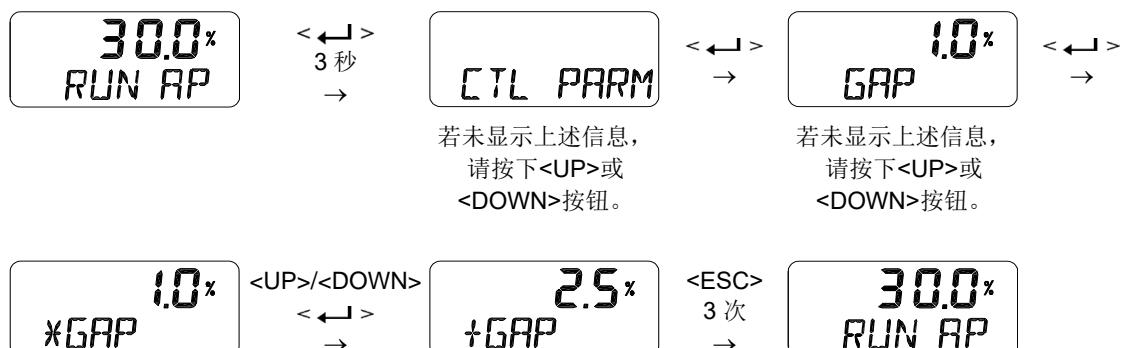 30.0%
RUN AP
< ↵ >
3 秒
→
CTL PARM
若未显示上述信息，
请按下<UP>或
<DOWN>按钮。
< ↵ >
→
1.0%
GAP
若未显示上述信息，
请按下<UP>或
<DOWN>按钮。
< ↵ >
→
1.0%
*GAP
<UP>/<DOWN>
< ↵ >
→
2.5%
+GAP
<ESC>
3 次
→
30.0%
RUN AP